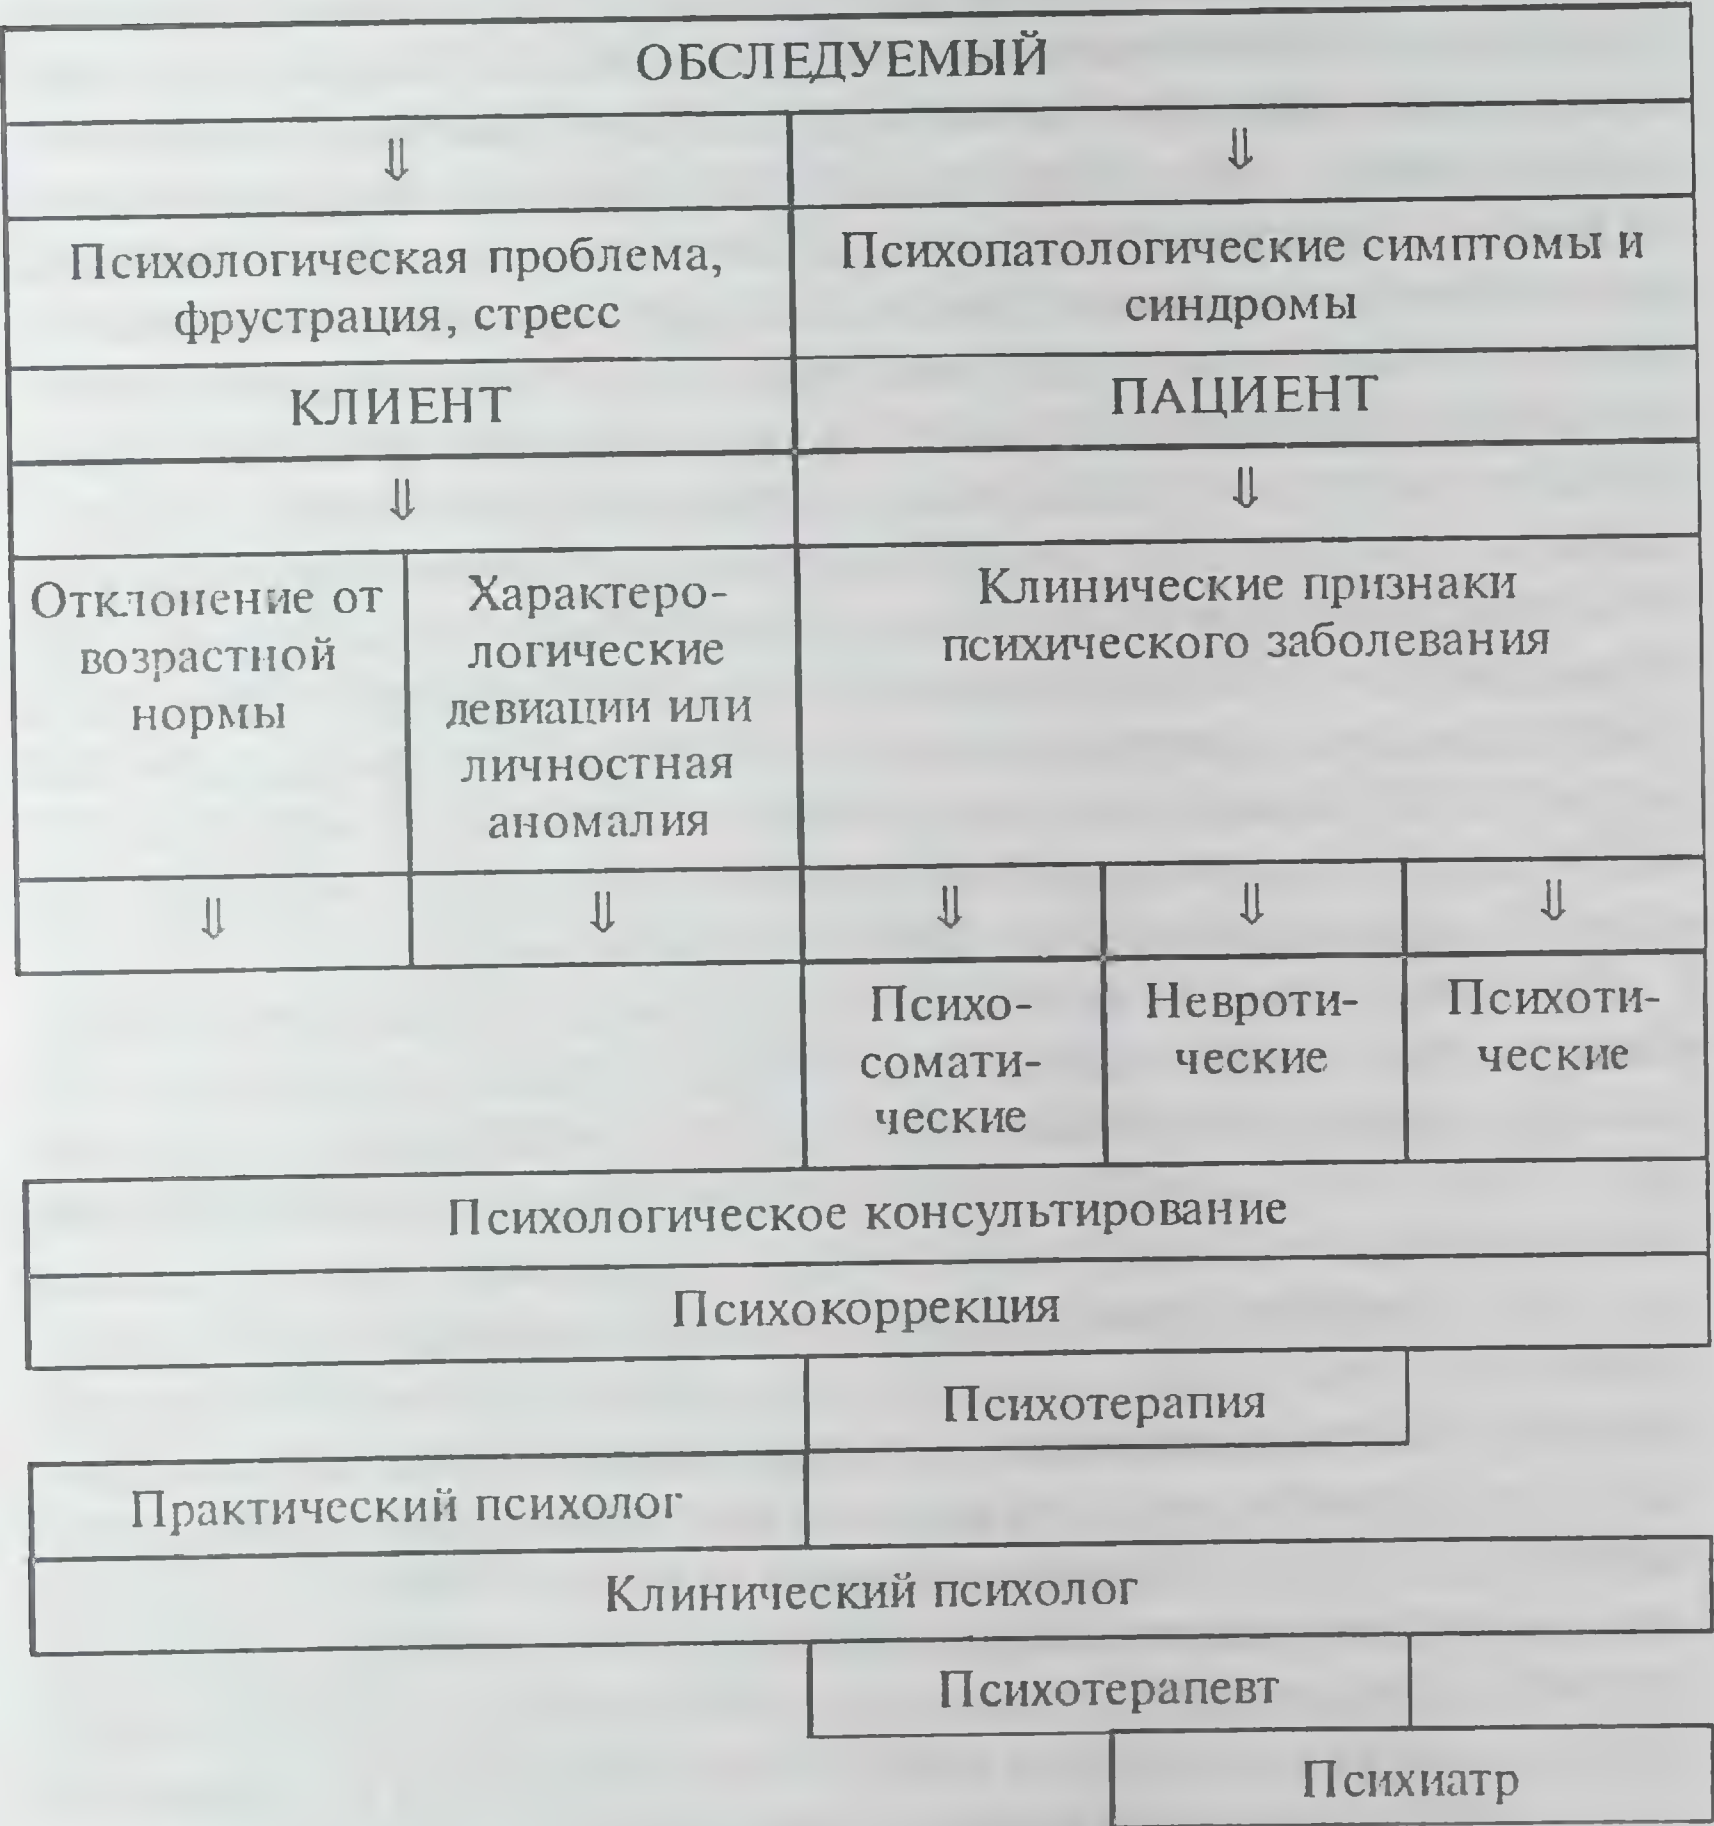 ОБСЛЕДУЕМЫЙ
⇓ ⇓
Психологическая проблема,
фрустрация, стресс
Психопатологические симптомы и
синдромы
КЛИЕНТ
ПАЦИЕНТ
⇓ ⇓
Отклонение от
возрастной
нормы
Характеро-
логические
девиации или
личностная
аномалия
Клинические признаки
психического заболевания
⇓ ⇓ ⇓ ⇓ ⇓
Психо-
сомати-
ческие
Невроти-
ческие
Психоти-
ческие
Психологическое консультирование
Психокоррекция
Психотерапия
Практический психолог
Клинический психолог
Психотерапевт
Психиатр